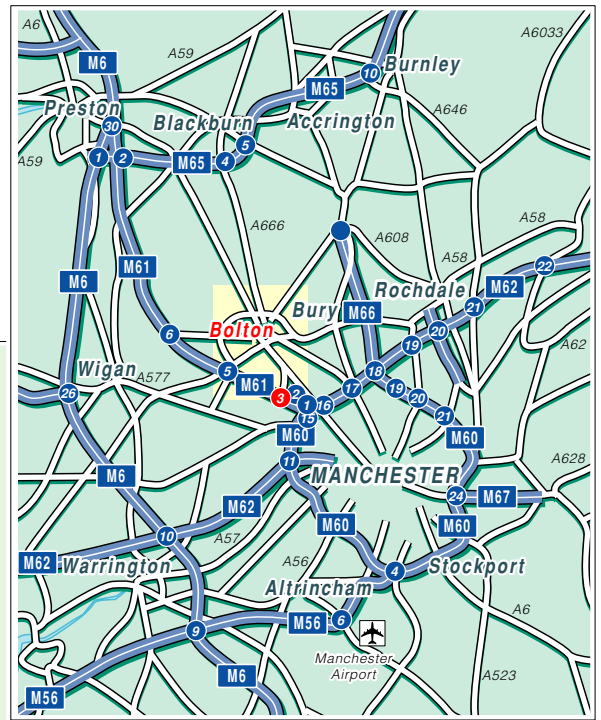 A6
A59
A6033
M6
Burnley
10
M65
Preston
A646
Blackburn
Accrington
30
5
A59
1
2
M65
4
A666
A608
A58
A58
22
M6
M61
Rochdale
M62
Bury
21
M66
Bolton
6
20
19
A62
Wigan
A577
5
18
M61
2
17
19
26
3
1
16
20
15
21
M60
M60
A628
11
MANCHESTER
M6
24
M67
M62
M60
M60
10
A57
A56
M62
Warrington
4
Stockport
Altrincham
A6
9
M56
6
Manchester
Airport
M6
A523
M56